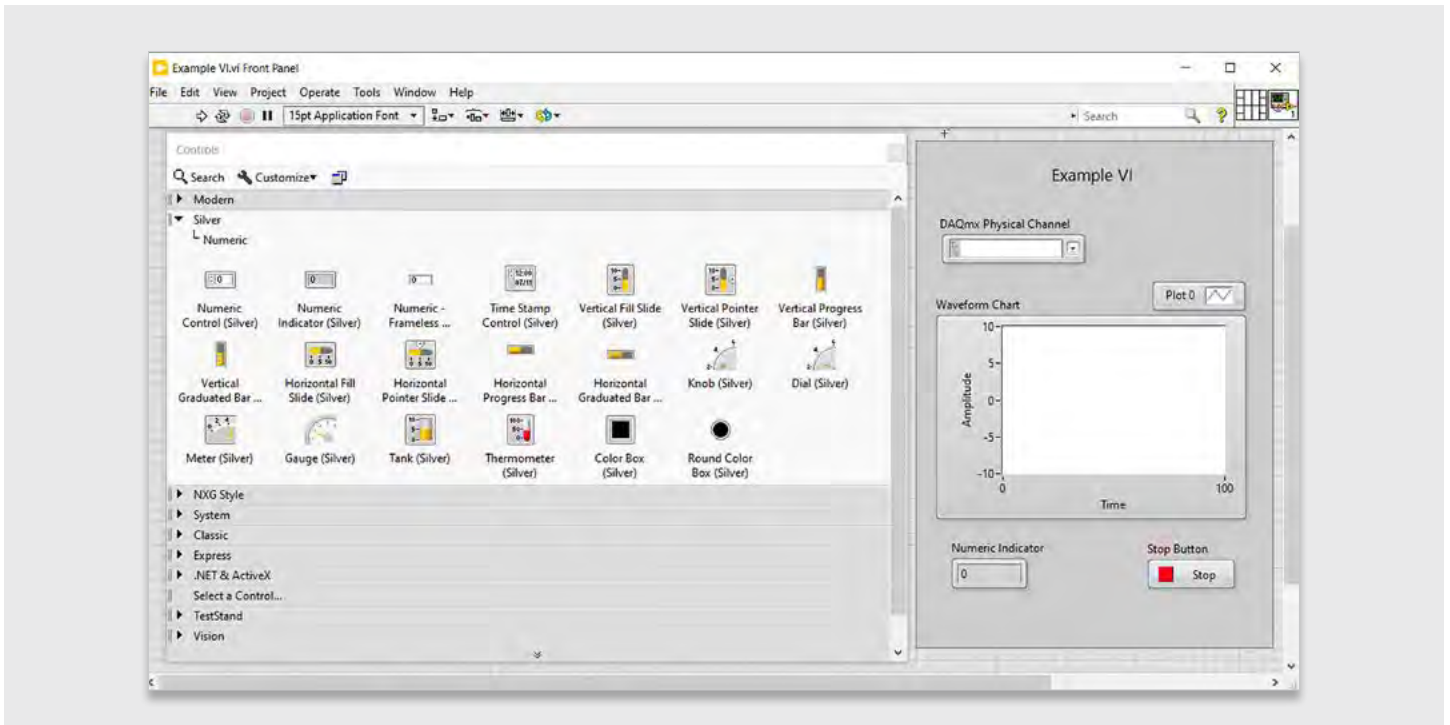 Example VI.vi Front Panel
File Edit View Project Operate Tools Window Help
15pt Application Font
Search
Controls
Search Customize
Modern
Silver
Numeric
Numeric Control (Silver)
Numeric Indicator (Silver)
Numeric - Frameless ...
Time Stamp Control (Silver)
Vertical Fill Slide (Silver)
Vertical Pointer Slide (Silver)
Vertical Progress Bar (Silver)
Vertical Graduated Bar ...
Horizontal Fill Slide (Silver)
Horizontal Pointer Slide ...
Horizontal Progress Bar ...
Horizontal Graduated Bar ...
Knob (Silver)
Dial (Silver)
Meter (Silver)
Gauge (Silver)
Tank (Silver)
Thermometer (Silver)
Color Box (Silver)
Round Color Box (Silver)
NXG Style
System
Classic
Express
.NET & ActiveX
Select a Control...
TestStand
Vision
Example VI
DAQmx Physical Channel
Waveform Chart
Plot 0
Amplitude
10
5
0
-5
-10
0
100
Time
Numeric Indicator
0
Stop Button
Stop